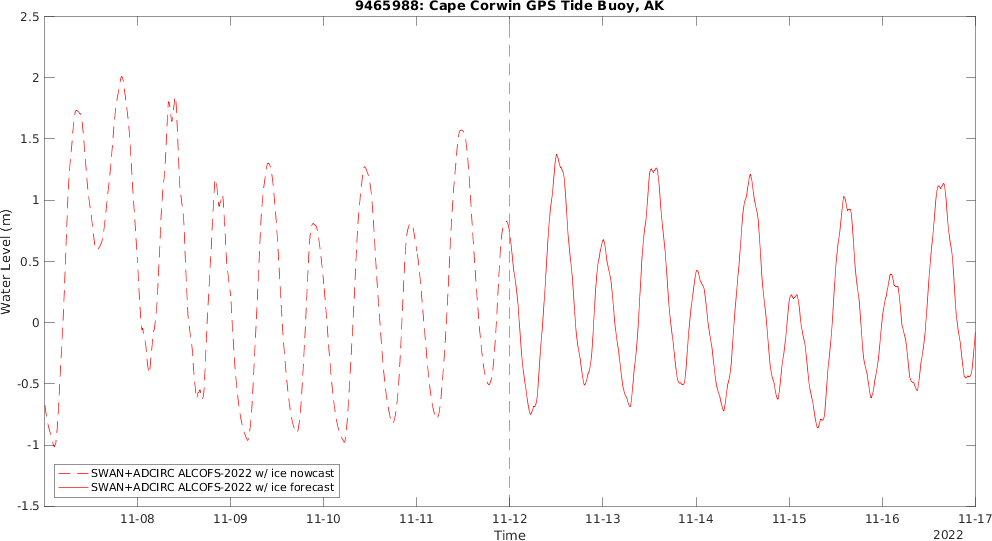 9465988: Cape Corwin GPS Tide Buoy, AK
Water Level (m)
2.5
2
1.5
1
0.5
0
-0.5
-1
-1.5
SWAN+ADCIRC ALCOFS-2022 w/ ice nowcast
SWAN+ADCIRC ALCOFS-2022 w/ ice forecast
11-08 11-09 11-10 11-11 11-12 11-13 11-14 11-15 11-16 11-17
Time
2022